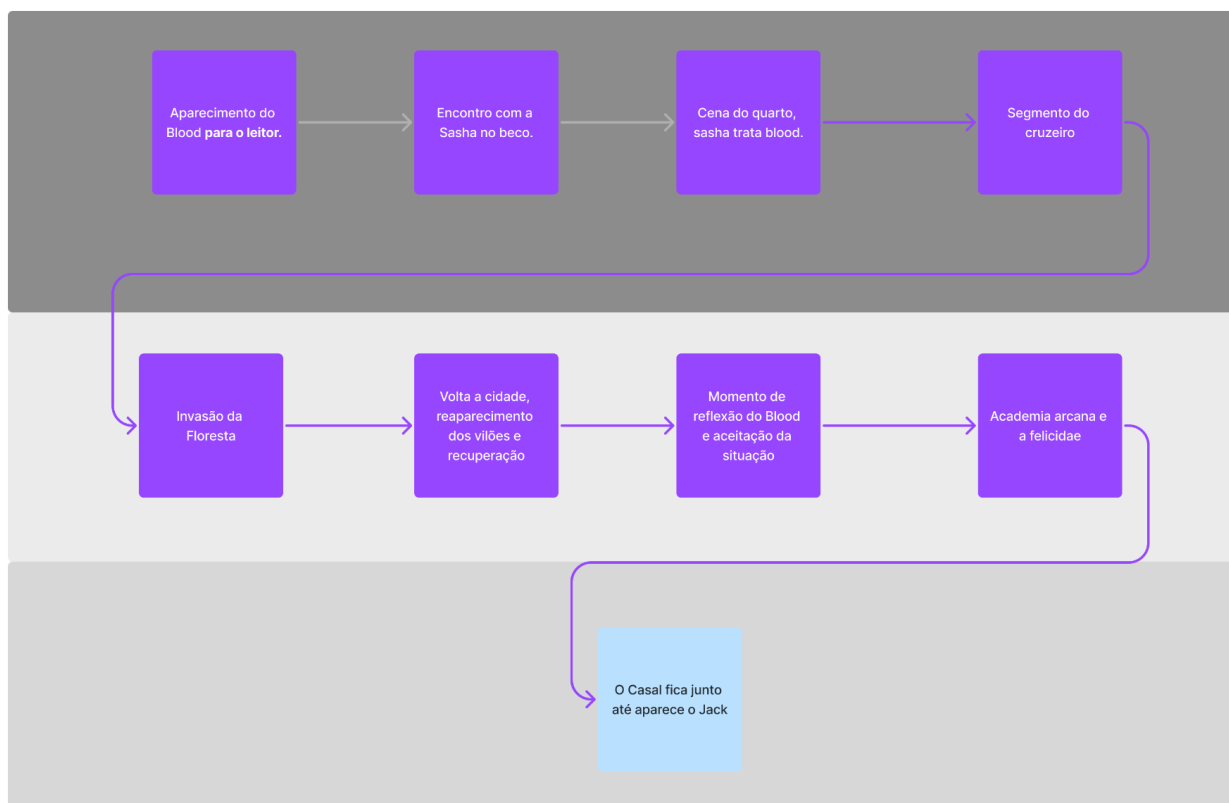 Aparecimento do
Blood para o leitor.
Encontro com a
Sasha no beco.
Cena do quarto,
sasha trata blood.
Segmento do
cruzeiro
Invasão da
Floresta
Volta a cidade,
reaparecimento
dos vilões e
recuperação
Momento de
reflexão do Blood
e aceitação da
situação
Academia arcana e
a felicidae
O Casal fica junto
até aparece o Jack